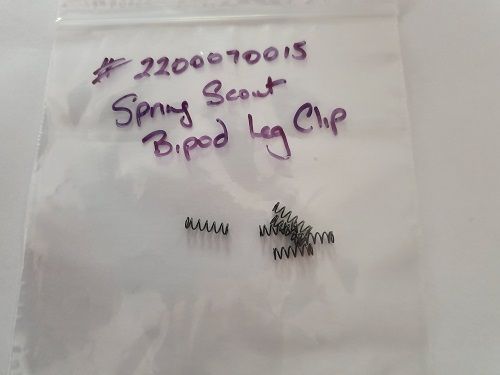 # 2200070015
Spring Scout
Bipod Leg Clip